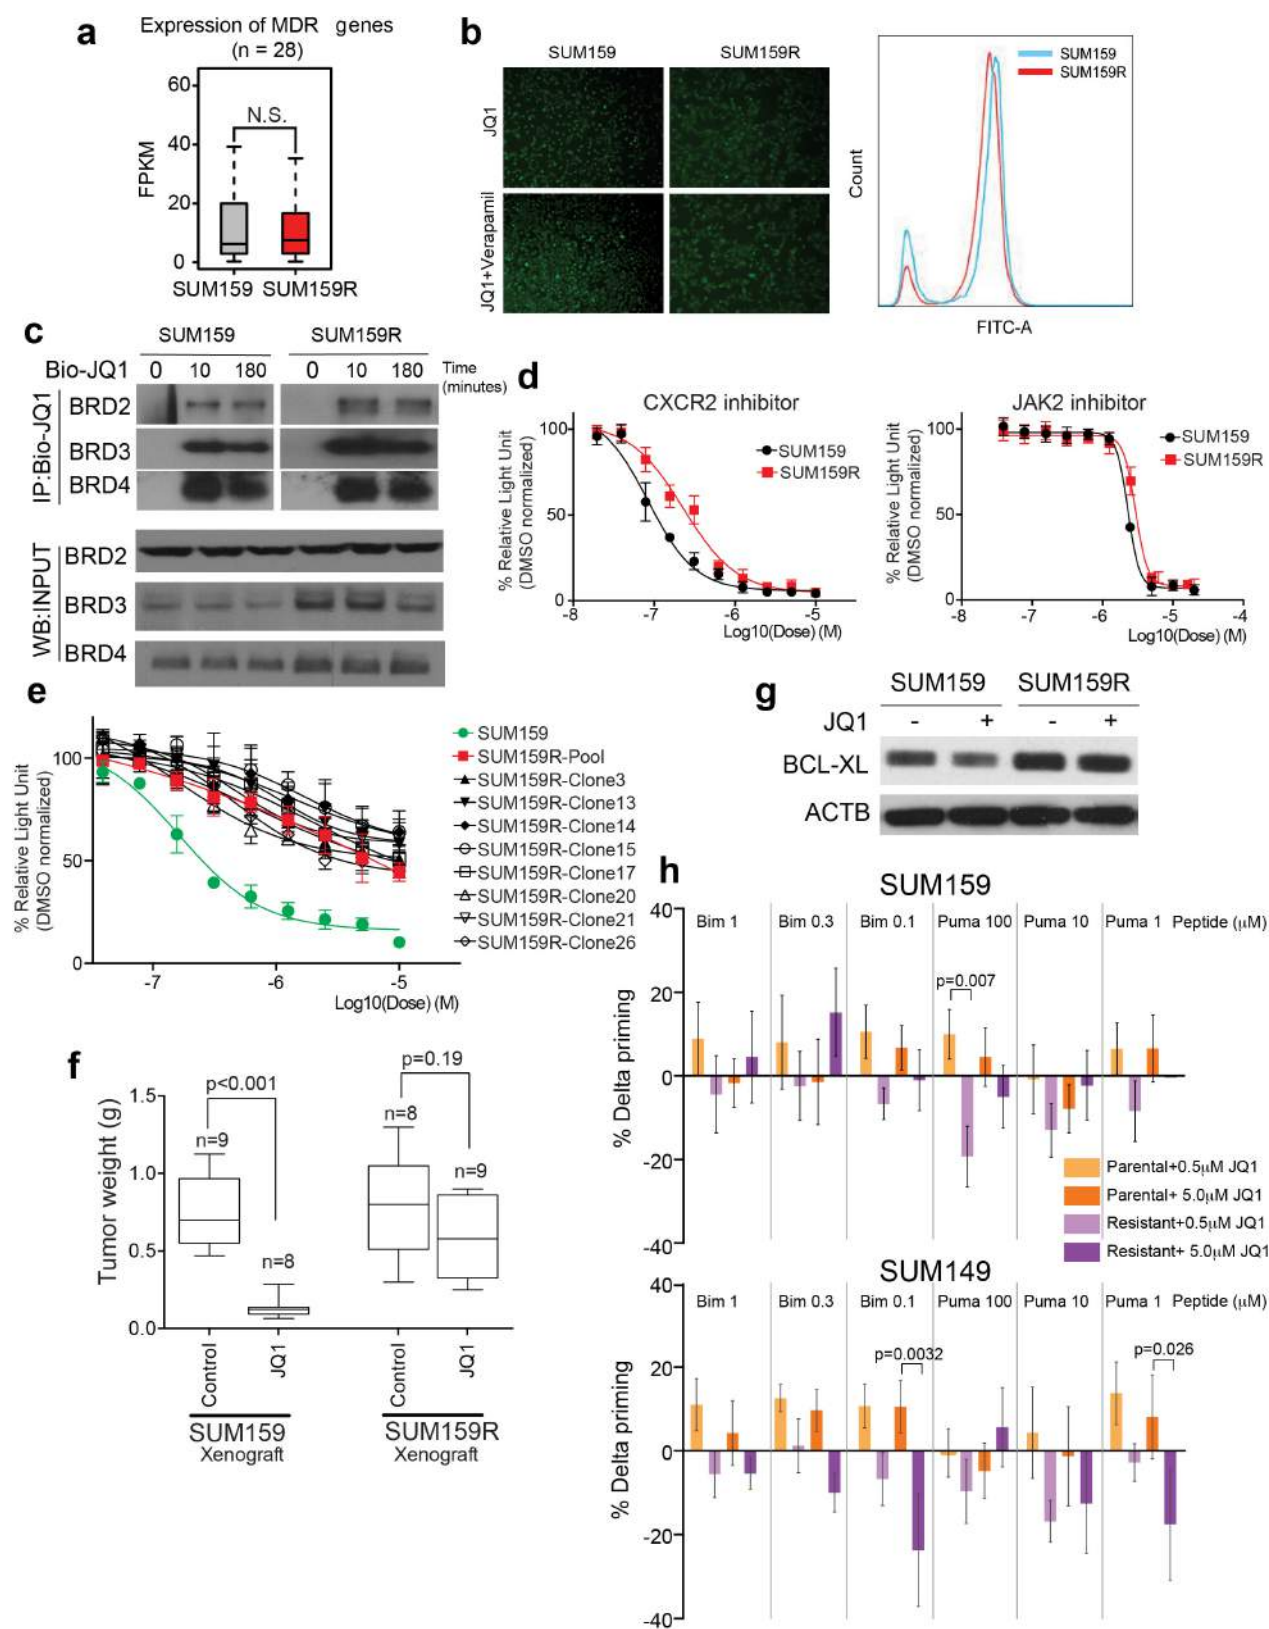 a
Expression of MDR genes
(n = 28)
60
40
20
0
FPKM
N.S.
SUM159 SUM159R
b
SUM159 SUM159R
JQ1
JQ1+Verapamil
SUM159
SUM159R
Count
FITC-A
c
SUM159 SUM159R
Bio-JQ1 0 10 180 0 10 180 Time
(minutes)
IP:Bio-JQ1
BRD2
BRD3
BRD4
WB:INPUT
BRD2
BRD3
BRD4
d
CXCR2 inhibitor
SUM159
SUM159R
% Relative Light Unit
(DMSO normalized)
100
50
0
-8 -7 -6 -5
Log10(Dose) (M)
JAK2 inhibitor
SUM159
SUM159R
% Relative Light Unit
(DMSO normalized)
100
50
0
-8 -7 -6 -5 -4
Log10(Dose) (M)
e
% Relative Light Unit
(DMSO normalized)
100
50
0
-7 -6 -5
Log10(Dose) (M)
SUM159
SUM159R-Pool
SUM159R-Clone3
SUM159R-Clone13
SUM159R-Clone14
SUM159R-Clone15
SUM159R-Clone17
SUM159R-Clone20
SUM159R-Clone21
SUM159R-Clone26
f
Tumor weight (g)
1.5
1.0
0.5
0.0
p<0.001
n=9
n=8
p=0.19
n=8
n=9
Control
JQ1
Control
JQ1
SUM159
Xenograft
SUM159R
Xenograft
g
SUM159 SUM159R
JQ1 - + - +
BCL-XL
ACTB
h
SUM159
% Delta priming
40
20
0
-20
-40
Bim 1 Bim 0.3 Bim 0.1 Puma 100 Puma 10 Puma 1 Peptide (µM)
p=0.007
Parental+0.5µM JQ1
Parental+ 5.0µM JQ1
Resistant+0.5µM JQ1
Resistant+ 5.0µM JQ1
SUM149
% Delta priming
40
20
0
-20
-40
Bim 1 Bim 0.3 Bim 0.1 Puma 100 Puma 10 Puma 1 Peptide (µM)
p=0.0032
p=0.026